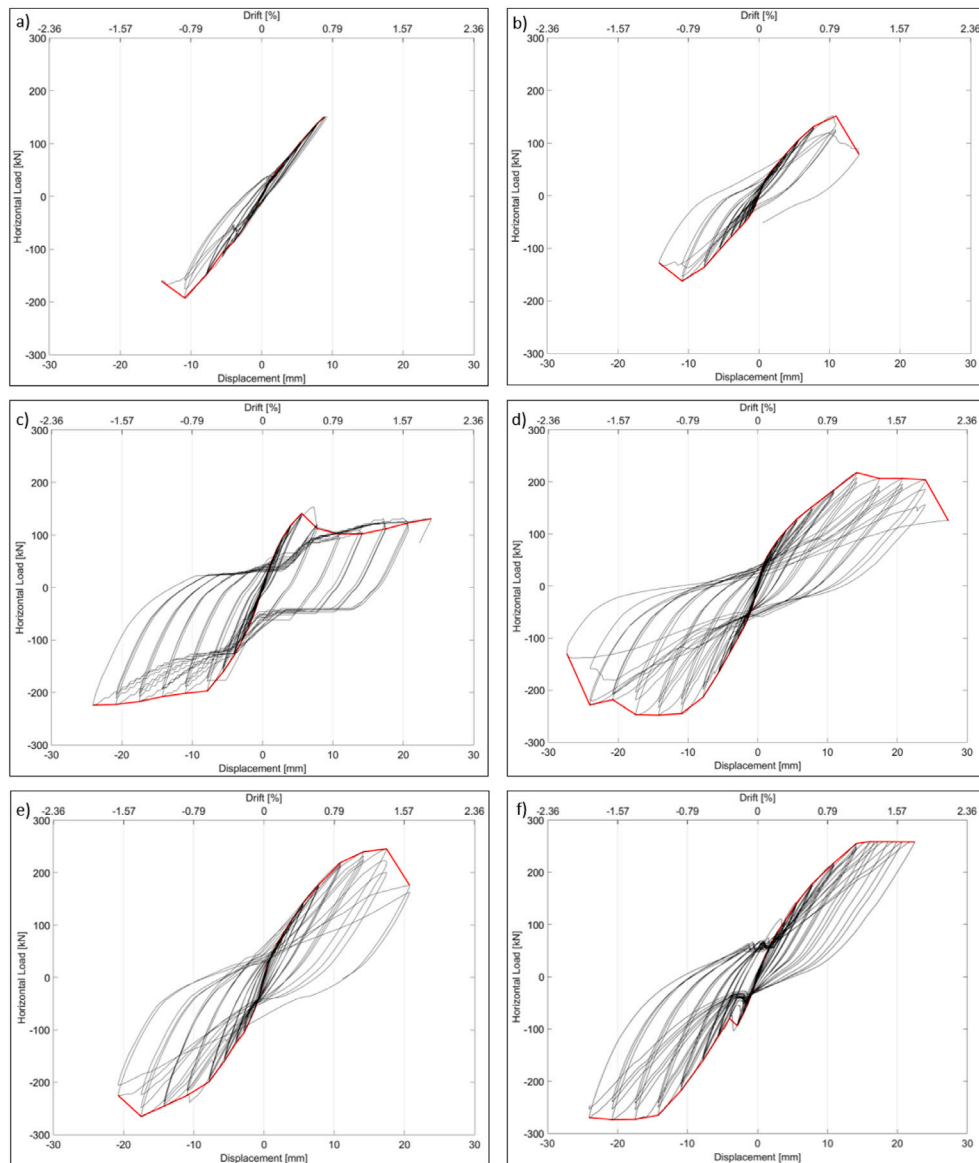 a) Drift [%] b) Drift [%]
-2.36 -1.57 -0.79 0 0.79 1.57 2.36 -2.36 -1.57 -0.79 0 0.79 1.57 2.36
300 300
200 200
100 100
0 0
-100 -100
-200 -200
-300 -300
Horizontal Load [kN] Horizontal Load [kN]
-30 -20 -10 0 10 20 30 -30 -20 -10 0 10 20 30
Displacement [mm] Displacement [mm]
c) Drift [%] d) Drift [%]
-2.36 -1.57 -0.79 0 0.79 1.57 2.36 -2.36 -1.57 -0.79 0 0.79 1.57 2.36
300 300
200 200
100 100
0 0
-100 -100
-200 -200
-300 -300
Horizontal Load [kN] Horizontal Load [kN]
-30 -20 -10 0 10 20 30 -30 -20 -10 0 10 20 30
Displacement [mm] Displacement [mm]
e) Drift [%] f) Drift [%]
-2.36 -1.57 -0.79 0 0.79 1.57 2.36 -2.36 -1.57 -0.79 0 0.79 1.57 2.36
300 300
200 200
100 100
0 0
-100 -100
-200 -200
-300 -300
Horizontal Load [kN] Horizontal Load [kN]
-30 -20 -10 0 10 20 30 -30 -20 -10 0 10 20 30
Displacement [mm] Displacement [mm]